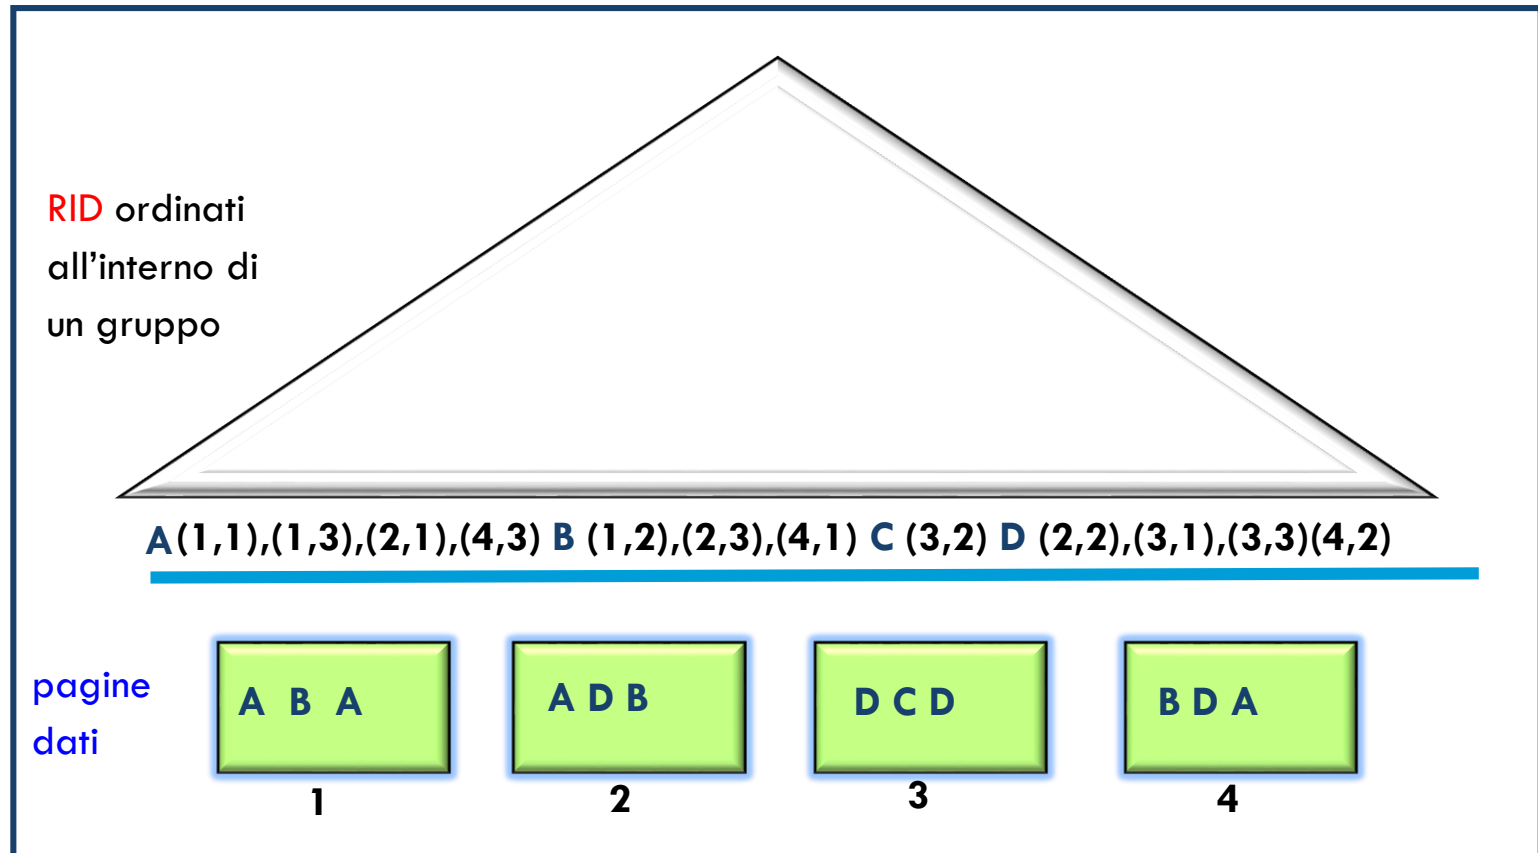 RID ordinati
all'interno di
un gruppo
A(1,1),(1,3),(2,1),(4,3) B (1,2),(2,3),(4,1) C (3,2) D (2,2),(3,1),(3,3)(4,2)
pagine
dati
A B A
A D B
D C D
B D A
1
2
3
4